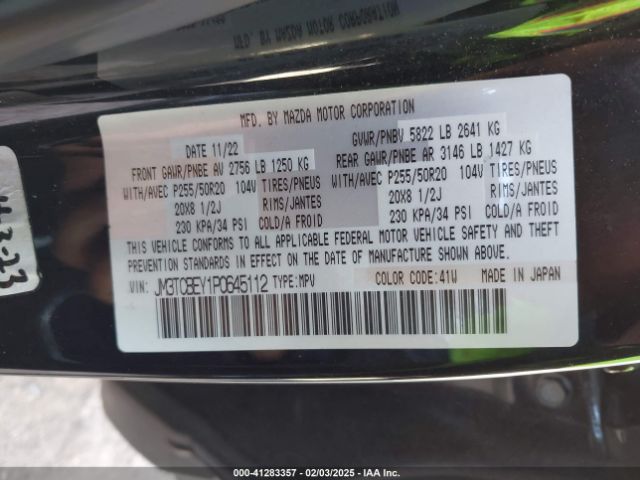 MFD. BY MAZDA MOTOR CORPORATION
DATE 11/22
GVWR/PNBV 5822 LB 2641 KG
FRONT GAWR/PNBE AV 2756 LB 1250 KG
REAR GAWR/PNBE AR 3146 LB 1427 KG
WITH/AVEC P255/50R20 104V TIRES/PNEUS
WITH/AVEC P255/50R20 104V TIRES/PNEUS
20X8 1/2J RIMS/JANTES
20X8 1/2J RIMS/JANTES
230 KPA/34 PSI COLD/A FROID
230 KPA/34 PSI COLD/A FROID
THIS VEHICLE CONFORMS TO ALL APPLICABLE FEDERAL MOTOR VEHICLE SAFETY AND THEFT
PREVENTION STANDARDS IN EFFECT ON THE DATE OF MANUFACTURE SHOWN ABOVE.
VIN: JM3TCBEY1P0645112 TYPE:MPV COLOR CODE:41W MADE IN JAPAN
4-3-23
000-41283357 - 02/03/2025 - IAA Inc.